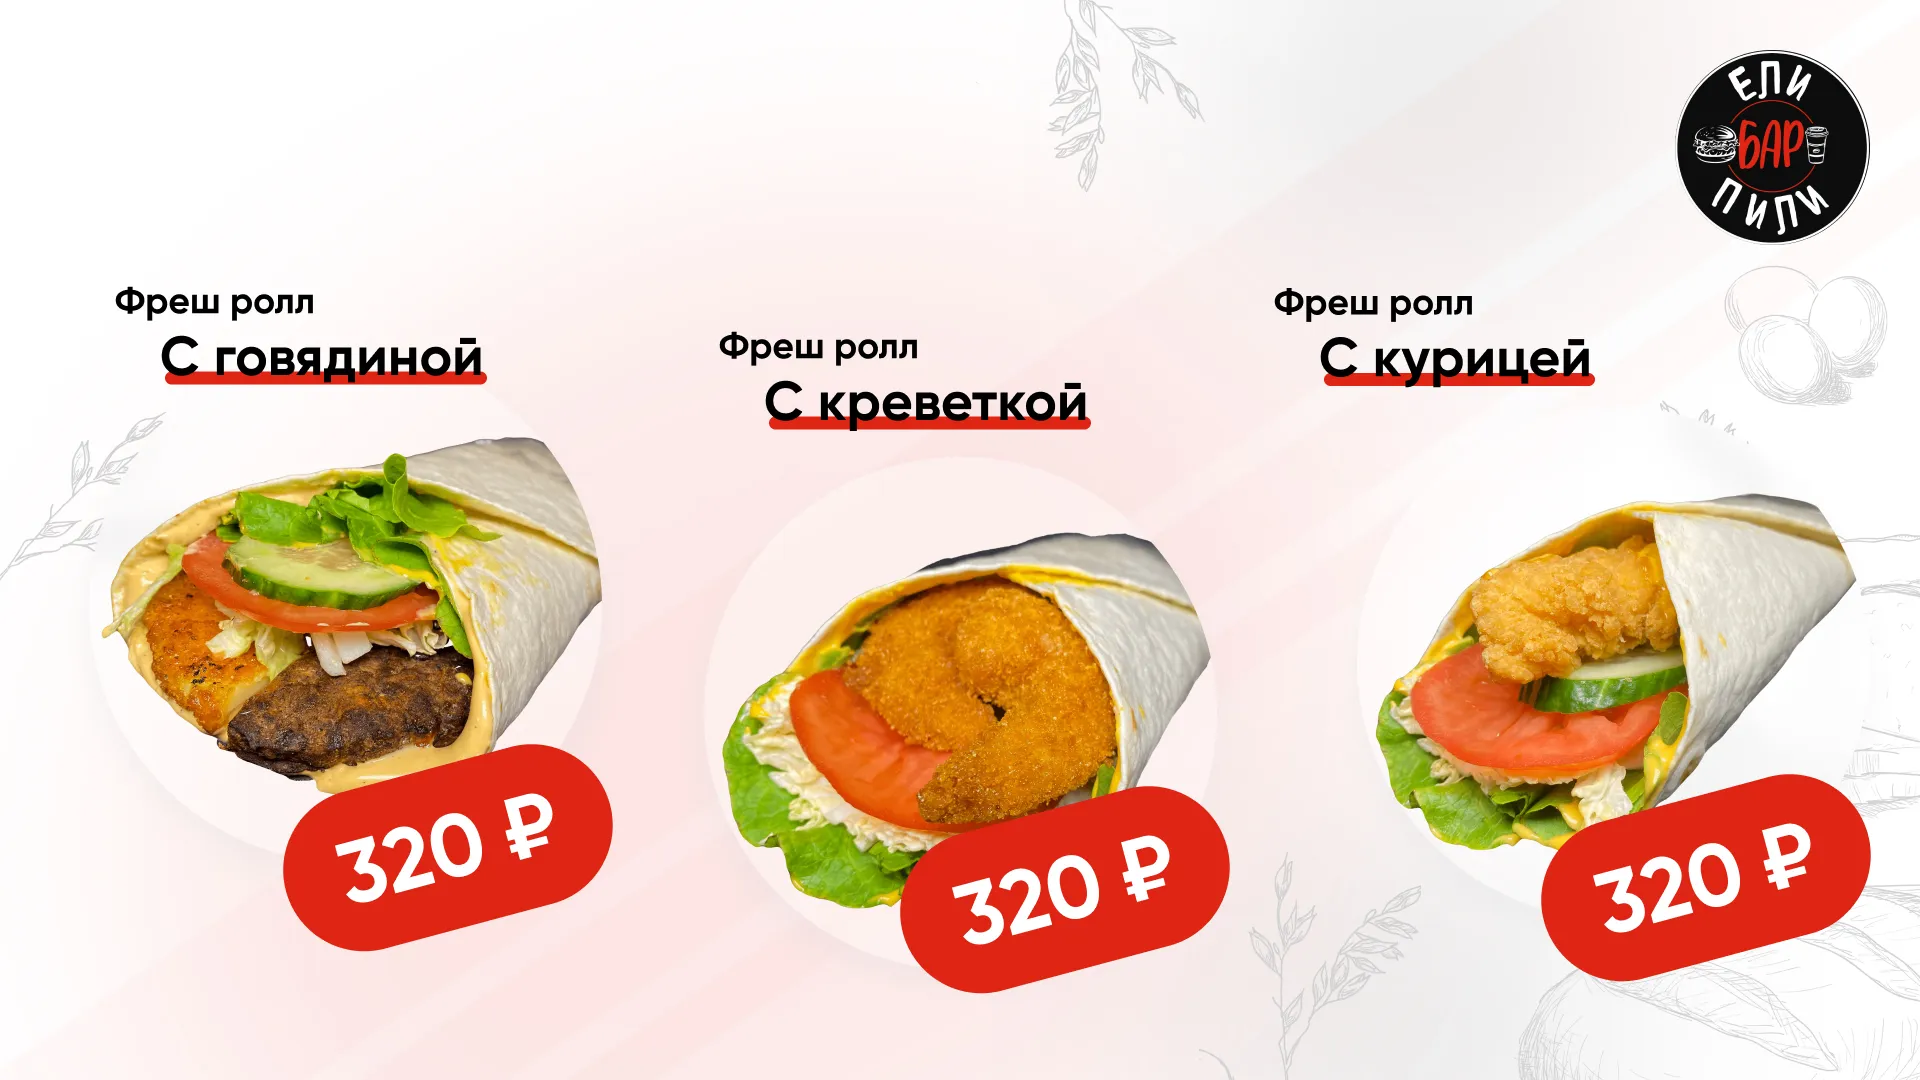 ЕЛИ
БАР
ПИЛИ
Фреш ролл
С говядиной
320 ₽
Фреш ролл
С креветкой
320 ₽
Фреш ролл
С курицей
320 ₽